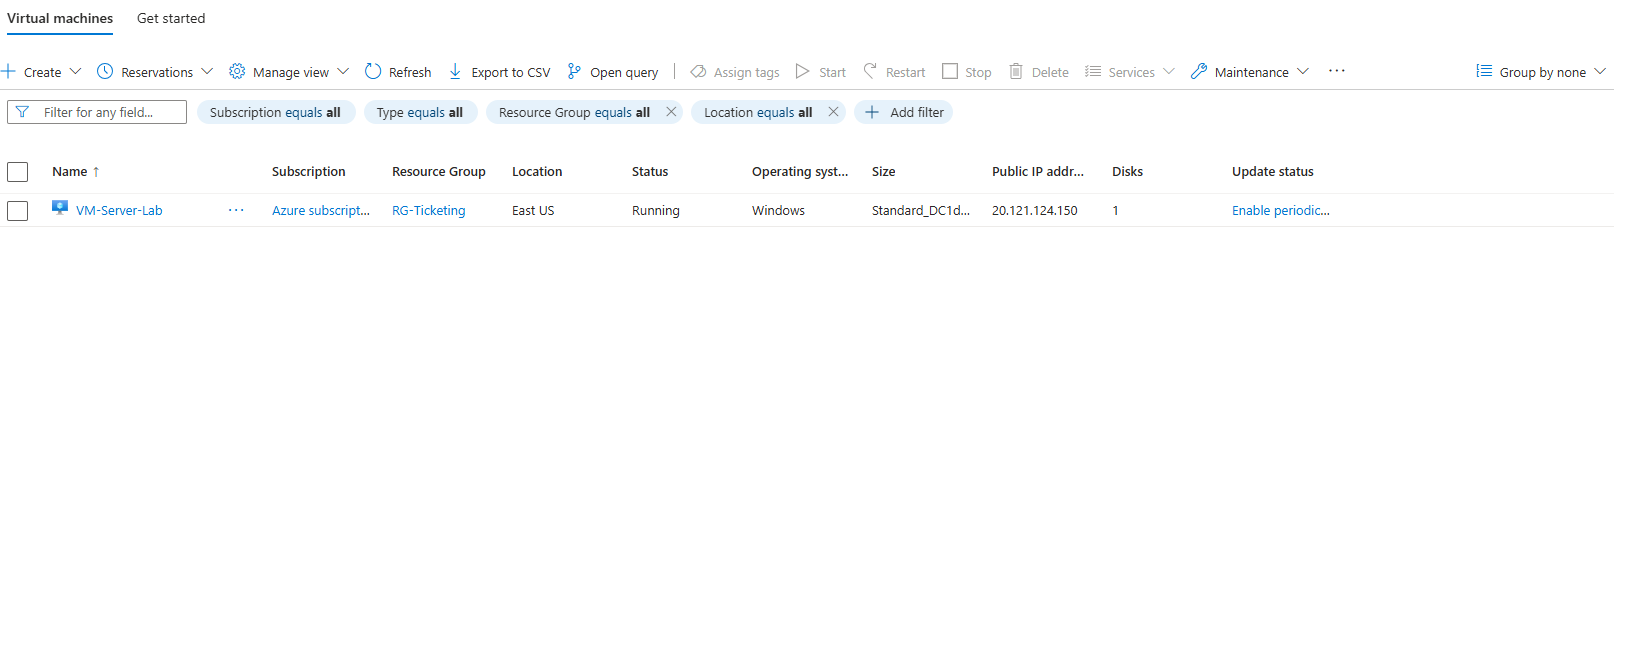 Virtual machines Get started
Create Reservations Manage view Refresh Export to CSV Open query Assign tags Start Restart Stop Delete Services Maintenance ... Group by none
Filter for any field... Subscription equals all Type equals all Resource Group equals all Location equals all Add filter
Name ↑ Subscription Resource Group Location Status Operating syst... Size Public IP addr... Disks Update status
VM-Server-Lab ... Azure subscript... RG-Ticketing East US Running Windows Standard_DC1d... 20.121.124.150 1 Enable periodic...